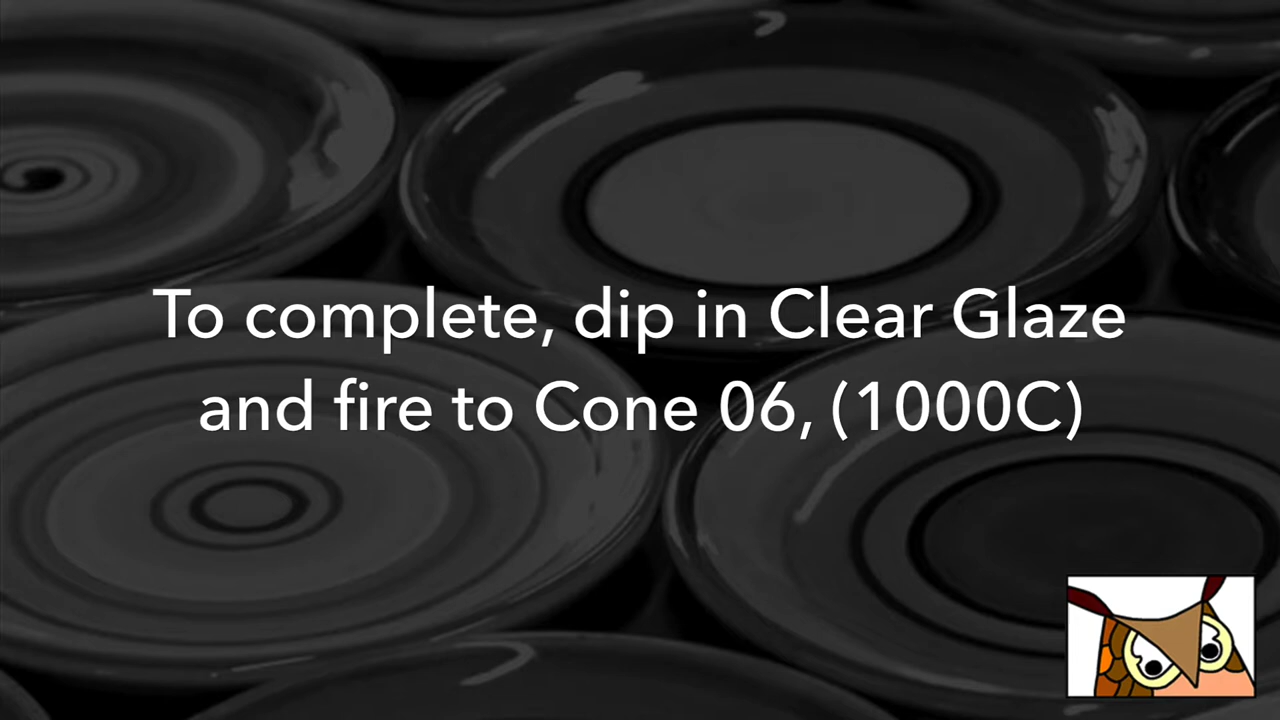 To complete, dip in Clear Glaze
and fire to Cone 06, (1000C)